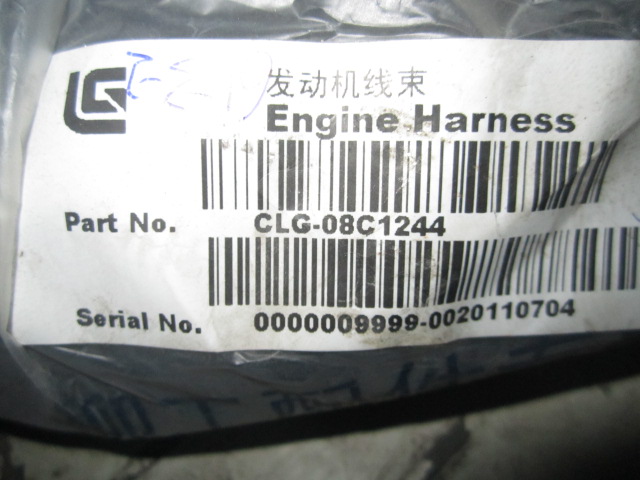 发动机线束
Engine Harness
Part No. CLG-08C1244
Serial No. 0000009999-0020110704